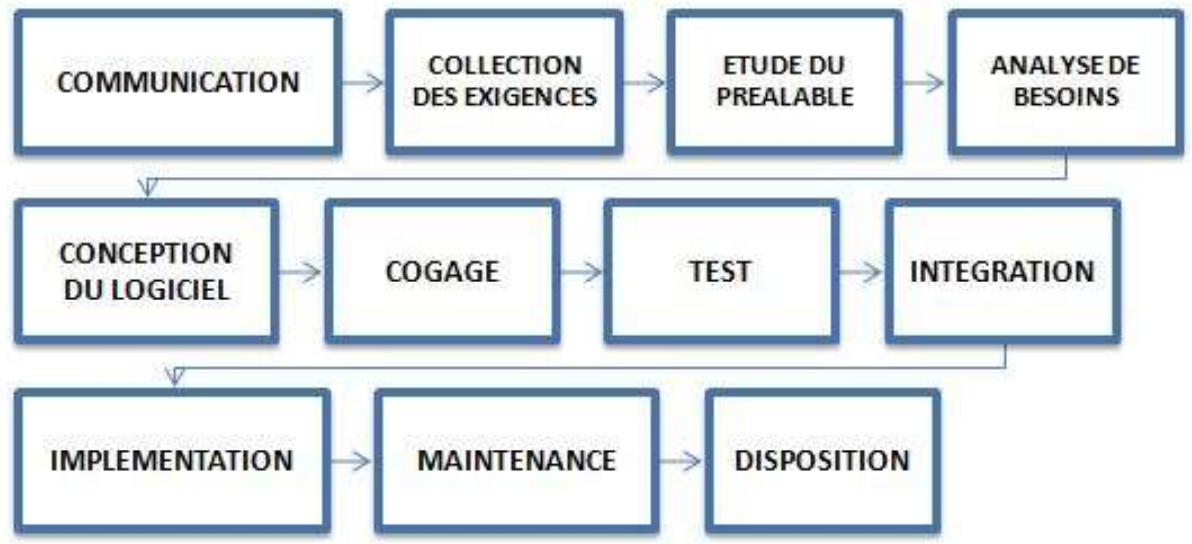 COMMUNICATION
COLLECTION
DES EXIGENCES
ETUDE DU
PREALABLE
ANALYSE DE
BESOINS
CONCEPTION
DU LOGICIEL
COGAGE
TEST
INTEGRATION
IMPLEMENTATION
MAINTENANCE
DISPOSITION